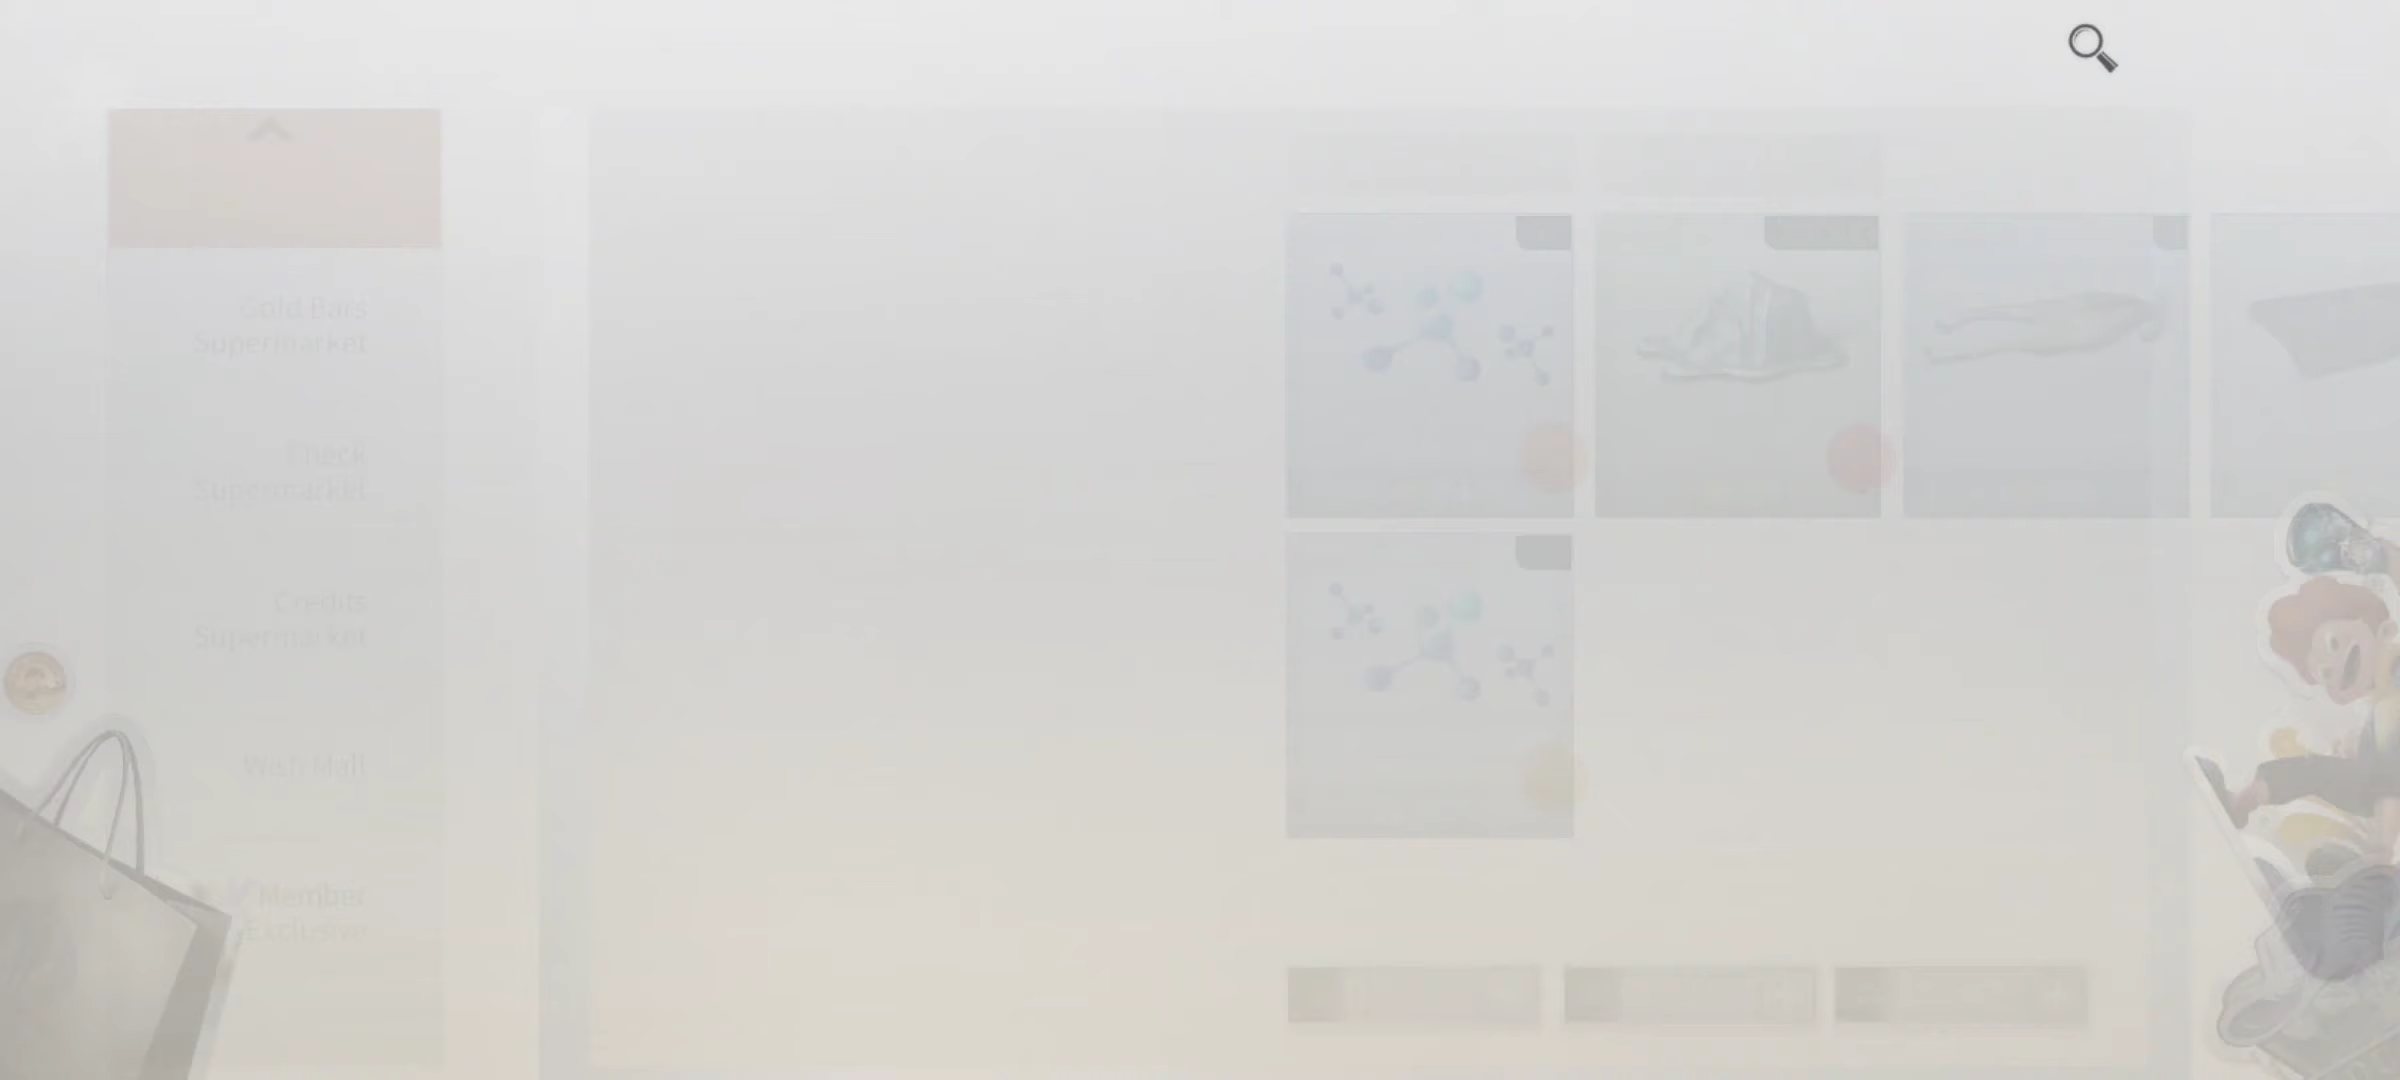 Gold Bars
Supermarket
Check
Supermarket
Credits
Supermarket
Wish Mall
Member
Exclusive